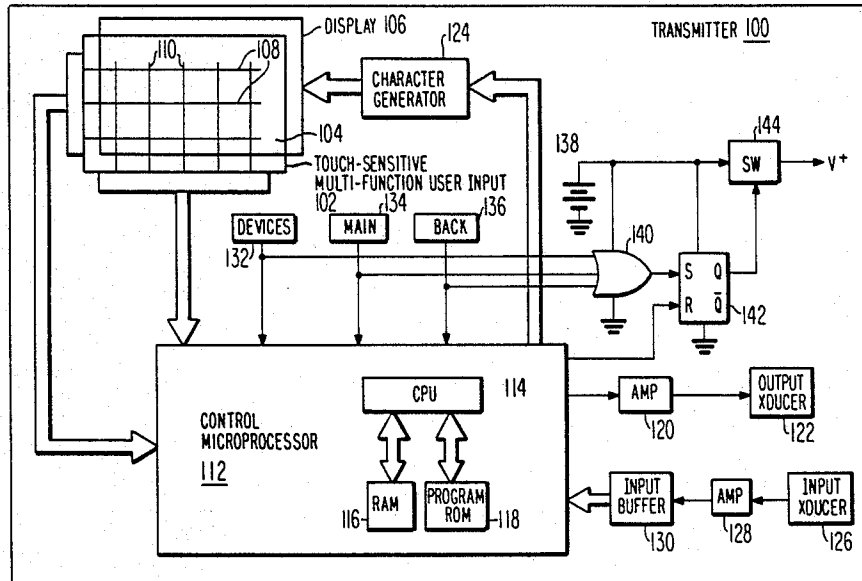 TRANSMITTER 100
DISPLAY 106
124
CHARACTER
GENERATOR
110
108
104
TOUCH-SENSITIVE
MULTI-FUNCTION USER INPUT
102
138
144
SW
V+
134
136
DEVICES
MAIN
BACK
132
140
S Q
R Q̅
142
CONTROL
MICROPROCESSOR
112
CPU
114
RAM
116
PROGRAM
ROM
118
AMP
120
OUTPUT
XDUCER
122
INPUT
BUFFER
130
AMP
128
INPUT
XDUCER
126